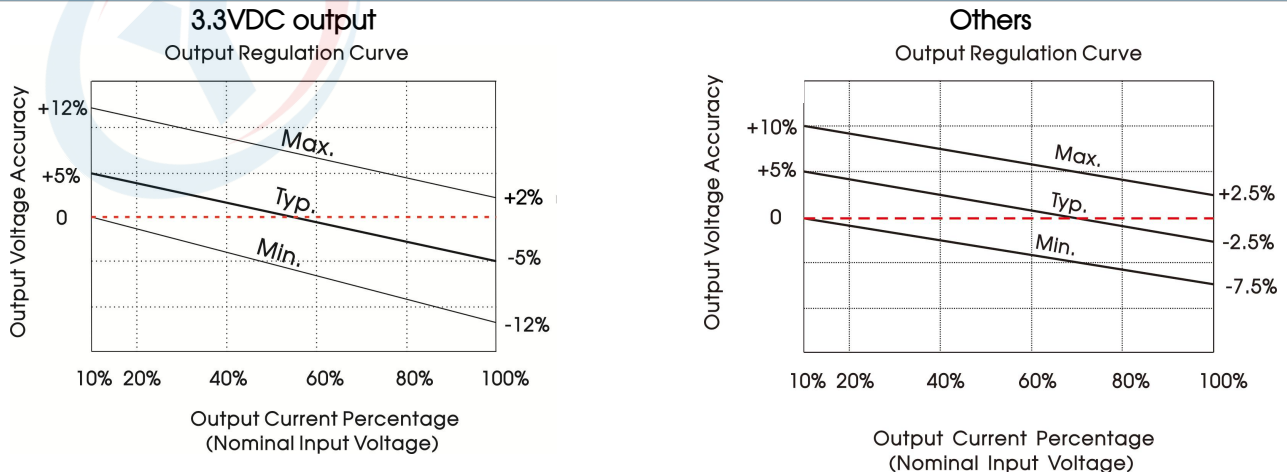 3.3VDC output
Output Regulation Curve
Output Voltage Accuracy
+12%
+5%
0
Max.
Typ.
Min.
+2%
-5%
-12%
10% 20% 40% 60% 80% 100%
Output Current Percentage
(Nominal Input Voltage)
Others
Output Regulation Curve
Output Voltage Accuracy
+10%
+5%
0
Max.
Typ.
Min.
+2.5%
-2.5%
-7.5%
10% 20% 40% 60% 80% 100%
Output Current Percentage
(Nominal Input Voltage)